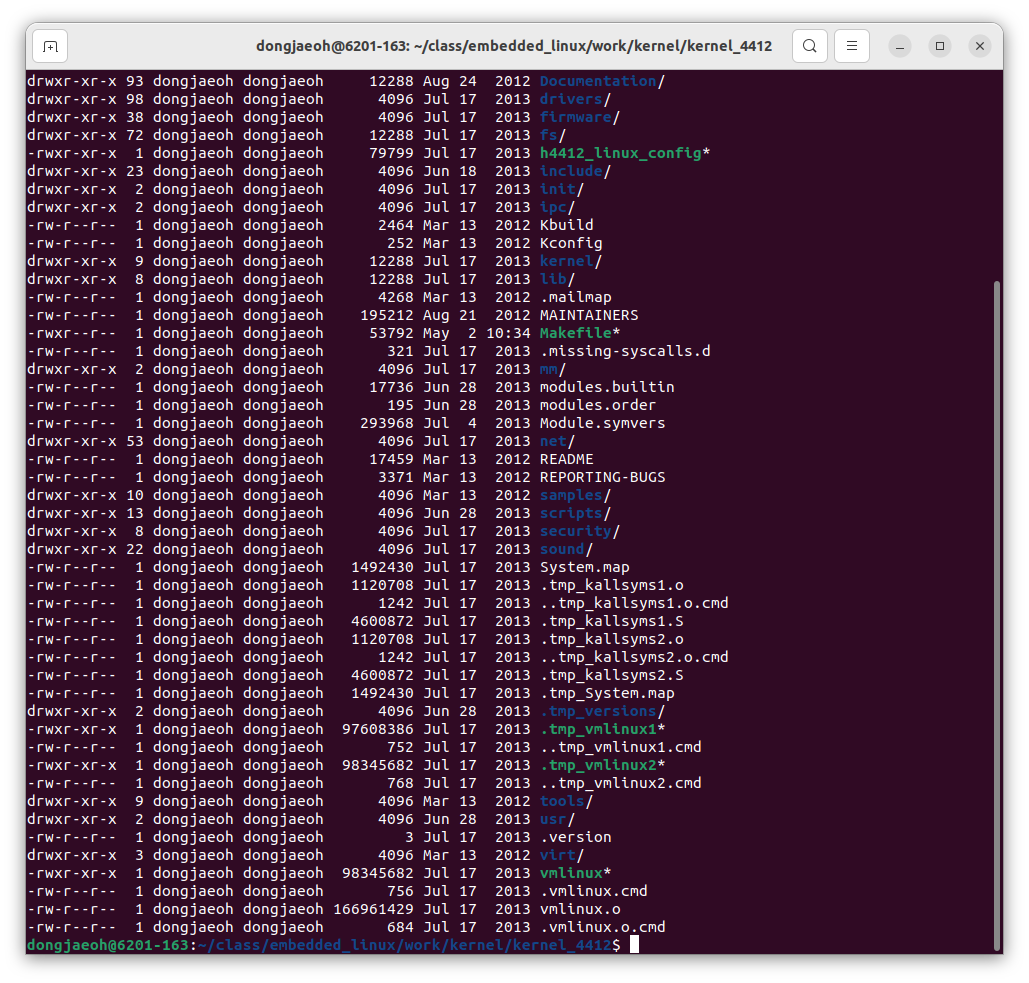 dongjaeoh@6201-163: ~/class/embedded_linux/work/kernel/kernel_4412
drwxr-xr-x 93 dongjaeoh dongjaeoh     12288 Aug 24  2012 Documentation/
drwxr-xr-x 98 dongjaeoh dongjaeoh      4096 Jul 17  2013 drivers/
drwxr-xr-x 38 dongjaeoh dongjaeoh      4096 Jul 17  2013 firmware/
drwxr-xr-x 72 dongjaeoh dongjaeoh     12288 Jul 17  2013 fs/
-rwxr-xr-x  1 dongjaeoh dongjaeoh     79799 Jul 17  2013 h4412_linux_config*
drwxr-xr-x 23 dongjaeoh dongjaeoh      4096 Jun 18  2013 include/
drwxr-xr-x  2 dongjaeoh dongjaeoh      4096 Jul 17  2013 init/
drwxr-xr-x  2 dongjaeoh dongjaeoh      4096 Jul 17  2013 ipc/
-rw-r--r--  1 dongjaeoh dongjaeoh      2464 Mar 13  2012 Kbuild
-rw-r--r--  1 dongjaeoh dongjaeoh       252 Mar 13  2012 Kconfig
drwxr-xr-x  9 dongjaeoh dongjaeoh     12288 Jul 17  2013 kernel/
drwxr-xr-x  8 dongjaeoh dongjaeoh     12288 Jul 17  2013 lib/
-rw-r--r--  1 dongjaeoh dongjaeoh      4268 Mar 13  2012 .mailmap
-rw-r--r--  1 dongjaeoh dongjaeoh    195212 Aug 21  2012 MAINTAINERS
-rwxr--r--  1 dongjaeoh dongjaeoh     53792 May  2 10:34 Makefile*
-rw-r--r--  1 dongjaeoh dongjaeoh       321 Jul 17  2013 .missing-syscalls.d
drwxr-xr-x  2 dongjaeoh dongjaeoh      4096 Jul 17  2013 mm/
-rw-r--r--  1 dongjaeoh dongjaeoh     17736 Jun 28  2013 modules.builtin
-rw-r--r--  1 dongjaeoh dongjaeoh       195 Jun 28  2013 modules.order
-rw-r--r--  1 dongjaeoh dongjaeoh    293968 Jul  4  2013 Module.symvers
drwxr-xr-x 53 dongjaeoh dongjaeoh      4096 Jul 17  2013 net/
-rw-r--r--  1 dongjaeoh dongjaeoh     17459 Mar 13  2012 README
-rw-r--r--  1 dongjaeoh dongjaeoh      3371 Mar 13  2012 REPORTING-BUGS
drwxr-xr-x 10 dongjaeoh dongjaeoh      4096 Mar 13  2012 samples/
drwxr-xr-x 13 dongjaeoh dongjaeoh      4096 Jun 28  2013 scripts/
drwxr-xr-x  8 dongjaeoh dongjaeoh      4096 Jul 17  2013 security/
drwxr-xr-x 22 dongjaeoh dongjaeoh      4096 Jul 17  2013 sound/
-rw-r--r--  1 dongjaeoh dongjaeoh   1492430 Jul 17  2013 System.map
-rw-r--r--  1 dongjaeoh dongjaeoh   1120708 Jul 17  2013 .tmp_kallsyms1.o
-rw-r--r--  1 dongjaeoh dongjaeoh      1242 Jul 17  2013 ..tmp_kallsyms1.o.cmd
-rw-r--r--  1 dongjaeoh dongjaeoh   4600872 Jul 17  2013 .tmp_kallsyms1.S
-rw-r--r--  1 dongjaeoh dongjaeoh   1120708 Jul 17  2013 .tmp_kallsyms2.o
-rw-r--r--  1 dongjaeoh dongjaeoh      1242 Jul 17  2013 ..tmp_kallsyms2.o.cmd
-rw-r--r--  1 dongjaeoh dongjaeoh   4600872 Jul 17  2013 .tmp_kallsyms2.S
-rw-r--r--  1 dongjaeoh dongjaeoh   1492430 Jul 17  2013 .tmp_System.map
drwxr-xr-x  2 dongjaeoh dongjaeoh      4096 Jun 28  2013 .tmp_versions/
-rwxr-xr-x  1 dongjaeoh dongjaeoh  97608386 Jul 17  2013 .tmp_vmlinux1*
-rw-r--r--  1 dongjaeoh dongjaeoh       752 Jul 17  2013 ..tmp_vmlinux1.cmd
-rwxr-xr-x  1 dongjaeoh dongjaeoh  98345682 Jul 17  2013 .tmp_vmlinux2*
-rw-r--r--  1 dongjaeoh dongjaeoh       768 Jul 17  2013 ..tmp_vmlinux2.cmd
drwxr-xr-x  9 dongjaeoh dongjaeoh      4096 Mar 13  2012 tools/
drwxr-xr-x  2 dongjaeoh dongjaeoh      4096 Jun 28  2013 usr/
-rw-r--r--  1 dongjaeoh dongjaeoh         3 Jul 17  2013 .version
drwxr-xr-x  3 dongjaeoh dongjaeoh      4096 Mar 13  2012 virt/
-rwxr-xr-x  1 dongjaeoh dongjaeoh  98345682 Jul 17  2013 vmlinux*
-rw-r--r--  1 dongjaeoh dongjaeoh       756 Jul 17  2013 .vmlinux.cmd
-rw-r--r--  1 dongjaeoh dongjaeoh 166961429 Jul 17  2013 vmlinux.o
-rw-r--r--  1 dongjaeoh dongjaeoh       684 Jul 17  2013 .vmlinux.o.cmd
dongjaeoh@6201-163:~/class/embedded_linux/work/kernel/kernel_4412$